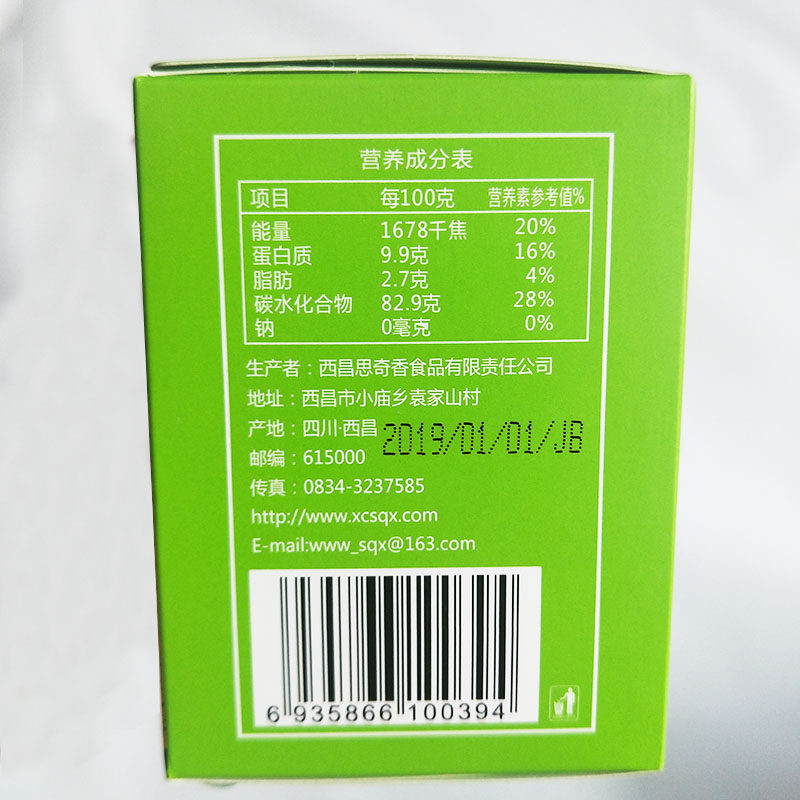 营养成分表
项目 每100克 营养素参考值%
能量 1678千焦 20%
蛋白质 9.9克 16%
脂肪 2.7克 4%
碳水化合物 82.9克 28%
钠 0毫克 0%
生产者：西昌思奇香食品有限责任公司
地址：西昌市小庙乡袁家山村
产地：四川·西昌
2019/01/01/JB
邮编：615000
传真：0834-3237585
http://www.xcsqx.com
E-mail:www_sqx@163.com
6 935866 100394